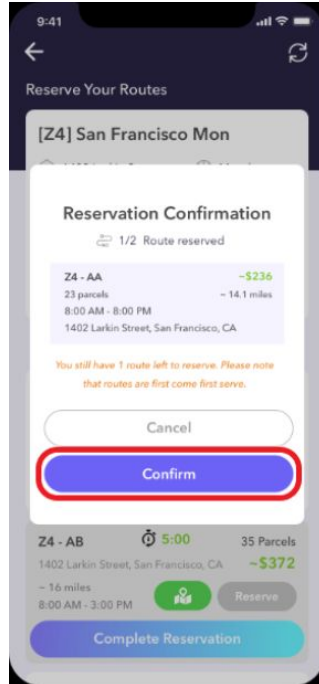 9:41
Reserve Your Routes
[Z4] San Francisco Mon
Reservation Confirmation
1/2 Route reserved
Z4 - AA ~$236
23 parcels ~ 14.1 miles
8:00 AM - 8:00 PM
1402 Larkin Street, San Francisco, CA
You still have 1 route left to reserve. Please note
that routes are first come first serve.
Cancel
Confirm
Z4 - AB 5:00 35 Parcels
1402 Larkin Street, San Francisco, CA ~$372
~ 16 miles
8:00 AM - 3:00 PM Reserve
Complete Reservation